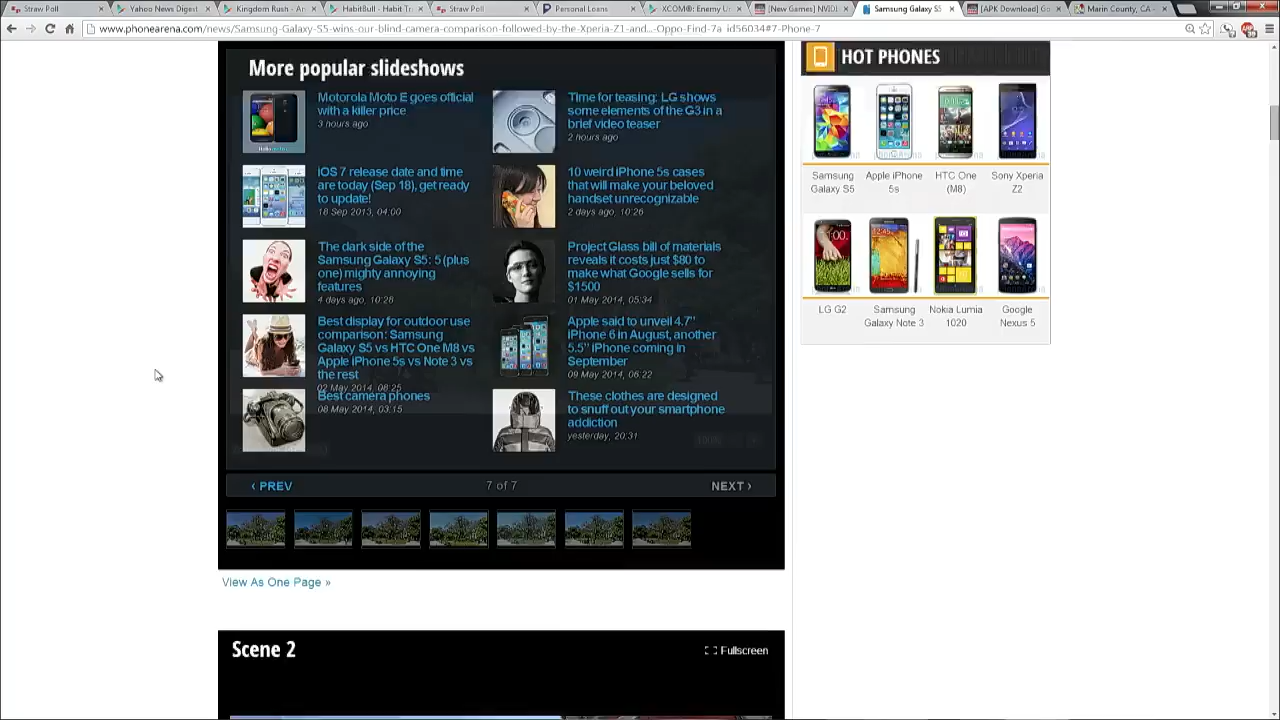 Straw Poll
Yahoo News Digest
Kingdom Rush - An
HabitBull - Habit Tra
Straw Poll
Personal Loans
XCOM®: Enemy Un
[New Games] NVIDI
Samsung Galaxy S5
[APK Download] Go
Marin County, CA -
www.phonearena.com/news/Samsung-Galaxy-S5-wins-our-blind-camera-comparison-followed-by-the-Xperia-Z1-and-...-Oppo-Find-7a_id56034#7-Phone-7
More popular slideshows
Motorola Moto E goes official
with a killer price
3 hours ago
Time for teasing: LG shows
some elements of the G3 in a
brief video teaser
2 hours ago
iOS 7 release date and time
are today (Sep 18), get ready
to update!
18 Sep 2013, 04:00
10 weird iPhone 5s cases
that will make your beloved
handset unrecognizable
2 days ago, 10:26
The dark side of the
Samsung Galaxy S5: 5 (plus
one) mighty annoying
features
4 days ago, 10:26
Project Glass bill of materials
reveals it costs just $80 to
make what Google sells for
$1500
01 May 2014, 05:34
Best display for outdoor use
comparison: Samsung
Galaxy S5 vs HTC One M8 vs
Apple iPhone 5s vs Note 3 vs
the rest
02 May 2014, 08:25
Apple said to unveil 4.7"
iPhone 6 in August, another
5.5" iPhone coming in
September
09 May 2014, 06:22
Best camera phones
08 May 2014, 03:15
These clothes are designed
to snuff out your smartphone
addiction
yesterday, 20:31
‹ PREV
7 of 7
NEXT ›
View As One Page »
Scene 2
Fullscreen
HOT PHONES
Samsung
Galaxy S5
Apple iPhone
5s
HTC One
(M8)
Sony Xperia
Z2
LG G2
Samsung
Galaxy Note 3
Nokia Lumia
1020
Google
Nexus 5